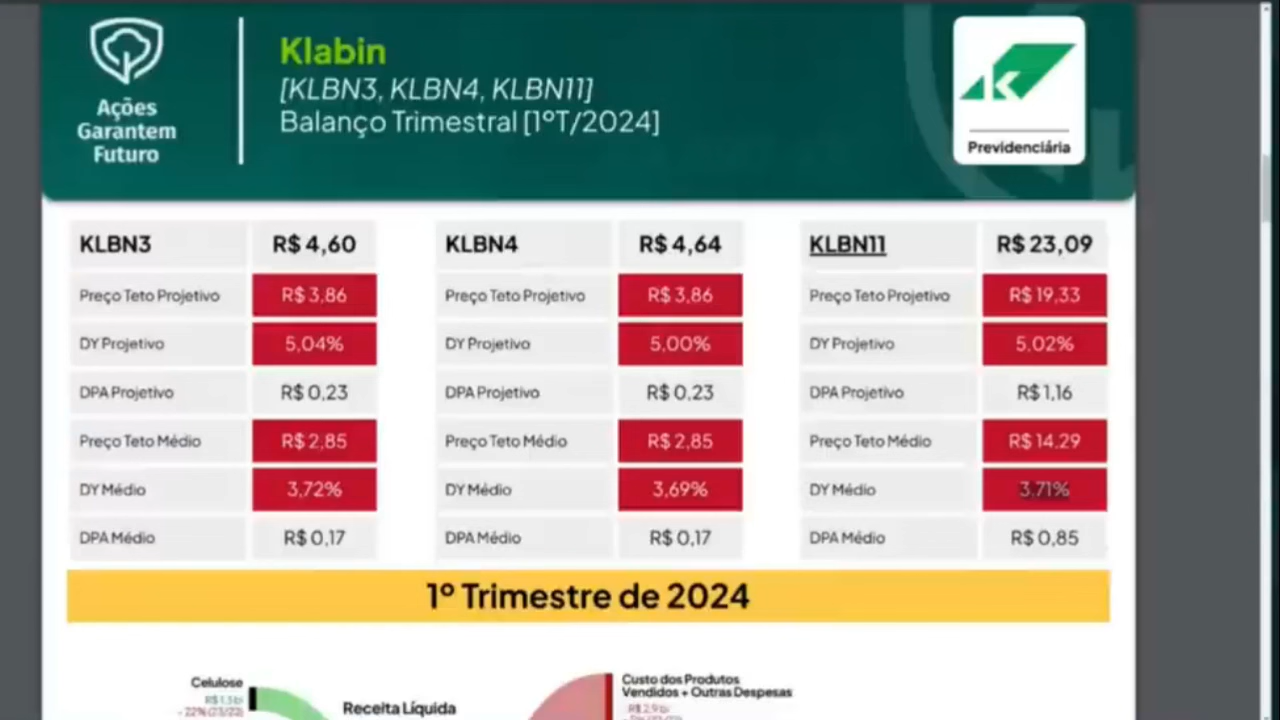 Ações
Garantem
Futuro
Klabin
[KLBN3, KLBN4, KLBN11]
Balanço Trimestral [1ºT/2024]
Previdenciária
KLBN3 R$ 4,60
Preço Teto Projetivo R$ 3,86
DY Projetivo 5,04%
DPA Projetivo R$ 0,23
Preço Teto Médio R$ 2,85
DY Médio 3,72%
DPA Médio R$ 0,17
KLBN4 R$ 4,64
Preço Teto Projetivo R$ 3,86
DY Projetivo 5,00%
DPA Projetivo R$ 0,23
Preço Teto Médio R$ 2,85
DY Médio 3,69%
DPA Médio R$ 0,17
KLBN11 R$ 23,09
Preço Teto Projetivo R$ 19,33
DY Projetivo 5,02%
DPA Projetivo R$ 1,16
Preço Teto Médio R$ 14,29
DY Médio 3,71%
DPA Médio R$ 0,85
1º Trimestre de 2024
Celulose
Receita Líquida
Custo dos Produtos
Vendidos + Outras Despesas
R$ 2,9 bi